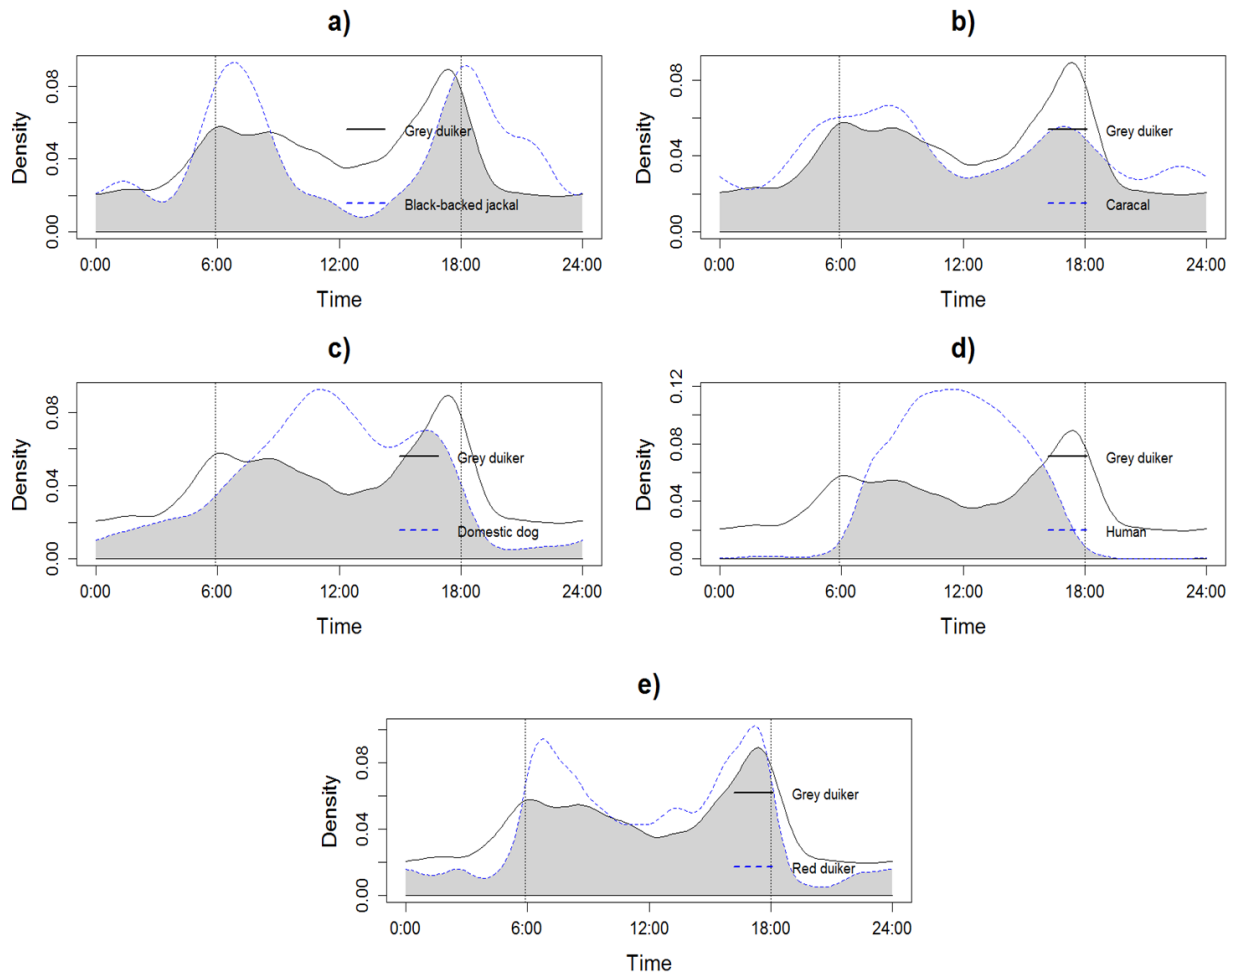 a)
Density
0.00 0.04 0.08
Grey duiker
Black-backed jackal
0:00 6:00 12:00 18:00 24:00
Time
b)
Density
0.00 0.04 0.08
Grey duiker
Caracal
0:00 6:00 12:00 18:00 24:00
Time
c)
Density
0.00 0.04 0.08
Grey duiker
Domestic dog
0:00 6:00 12:00 18:00 24:00
Time
d)
Density
0.00 0.04 0.08 0.12
Grey duiker
Human
0:00 6:00 12:00 18:00 24:00
Time
e)
Density
0.00 0.04 0.08
Grey duiker
Red duiker
0:00 6:00 12:00 18:00 24:00
Time